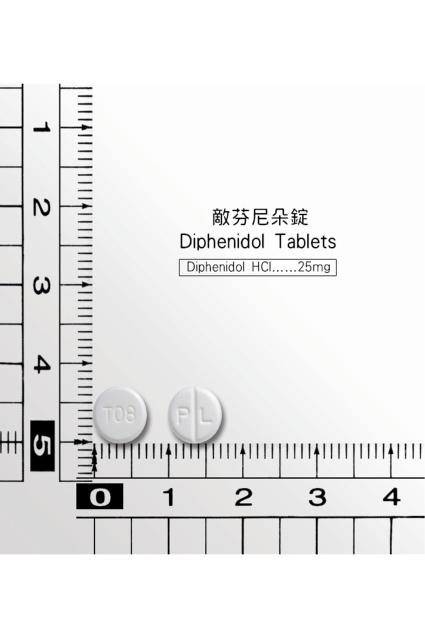 敵芬尼朵錠
Diphenidol Tablets
Diphenidol HCl......25mg
1
2
3
4
5
T08
P L
0 1 2 3 4